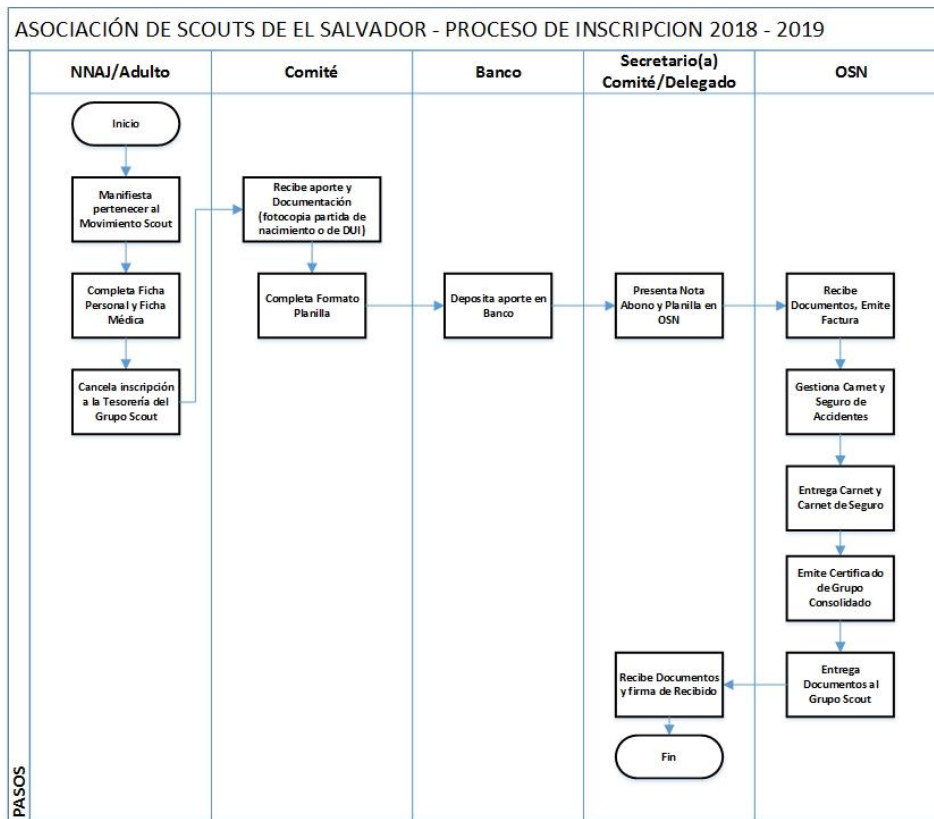 ASOCIACIÓN DE SCOUTS DE EL SALVADOR - PROCESO DE INSCRIPCION 2018 - 2019
NNAJ/Adulto
Comité
Banco
Secretario(a)
Comité/Delegado
OSN
Inicio
Manifiesta
pertenecer al
Movimiento Scout
Completa Ficha
Personal y Ficha
Médica
Cancela inscripción
a la Tesorería del
Grupo Scout
Recibe aporte y
Documentación
(fotocopia partida de
nacimiento o de DUI)
Completa Formato
Planilla
Deposita aporte en
Banco
Presenta Nota
Abono y Planilla en
OSN
Recibe
Documentos, Emite
Factura
Gestiona Carnet y
Seguro de
Accidentes
Entrega Carnet y
Carnet de Seguro
Emite Certificado
de Grupo
Consolidado
Entrega
Documentos al
Grupo Scout
Recibe Documentos
y firma de Recibido
Fin
PASOS